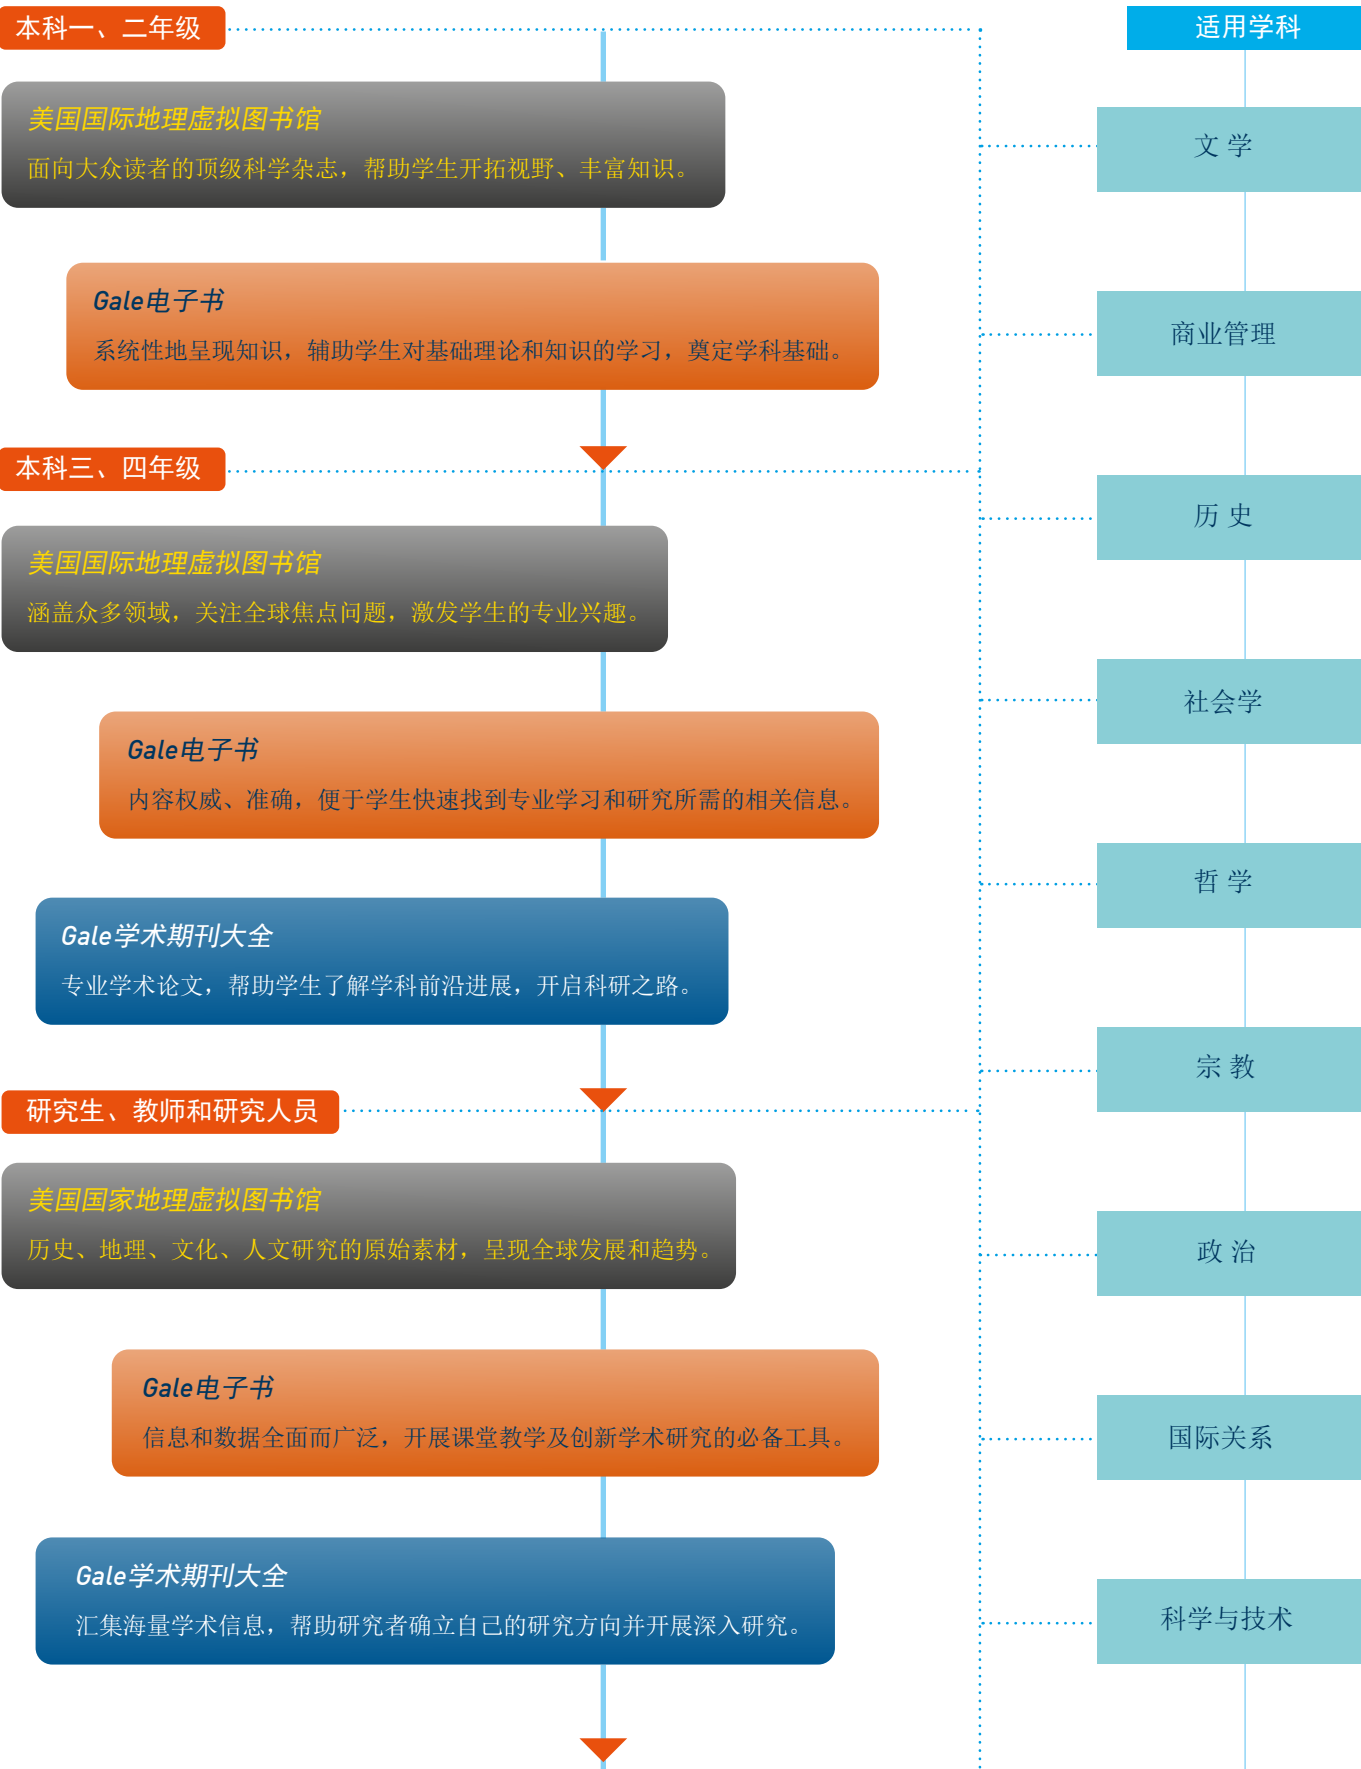 本科一、二年级
美国国际地理虚拟图书馆
面向大众读者的顶级科学杂志，帮助学生开拓视野、丰富知识。
Gale电子书
系统性地呈现知识，辅助学生对基础理论和知识的学习，奠定学科基础。
本科三、四年级
美国国际地理虚拟图书馆
涵盖众多领域，关注全球焦点问题，激发学生的专业兴趣。
Gale电子书
内容权威、准确，便于学生快速找到专业学习和研究所需的相关信息。
Gale学术期刊大全
专业学术论文，帮助学生了解学科前沿进展，开启科研之路。
研究生、教师和研究人员
美国国家地理虚拟图书馆
历史、地理、文化、人文研究的原始素材，呈现全球发展和趋势。
Gale电子书
信息和数据全面而广泛，开展课堂教学及创新学术研究的必备工具。
Gale学术期刊大全
汇集海量学术信息，帮助研究者确立自己的研究方向并开展深入研究。
适用学科
文 学
商业管理
历 史
社会学
哲 学
宗 教
政 治
国际关系
科学与技术